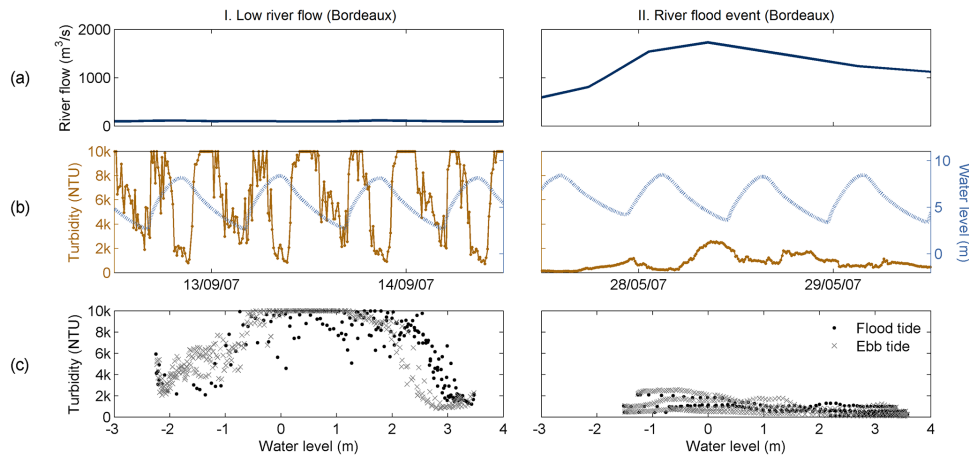 I. Low river flow (Bordeaux)
II. River flood event (Bordeaux)
(a)
River flow (m³/s)
2000
1000
0
(b)
Turbidity (NTU)
10k
8k
6k
4k
2k
0
13/09/07
14/09/07
28/05/07
29/05/07
10
5
0
Water level (m)
(c)
Turbidity (NTU)
10k
8k
6k
4k
2k
0
-3
-2
-1
0
1
2
3
4
Water level (m)
Flood tide
Ebb tide
-3
-2
-1
0
1
2
3
4
Water level (m)